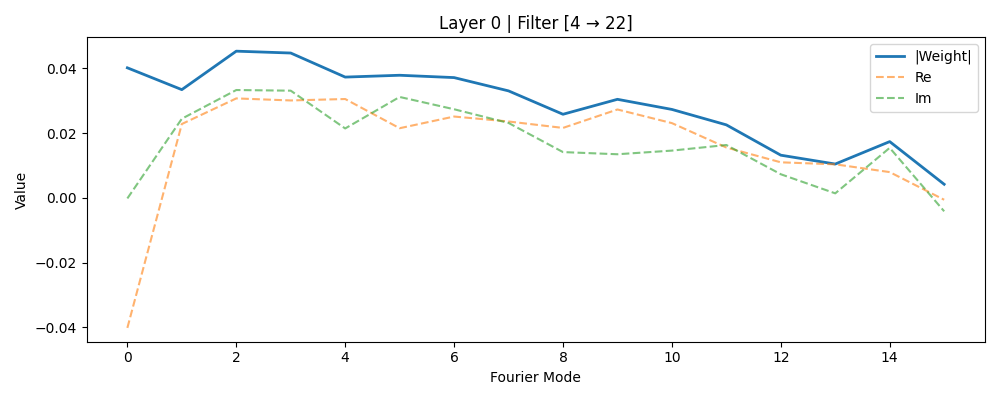 Layer 0 | Filter [4 → 22]
|Weight|
Re
Im
0.04
0.02
0.00
−0.02
−0.04
Value
0 2 4 6 8 10 12 14
Fourier Mode